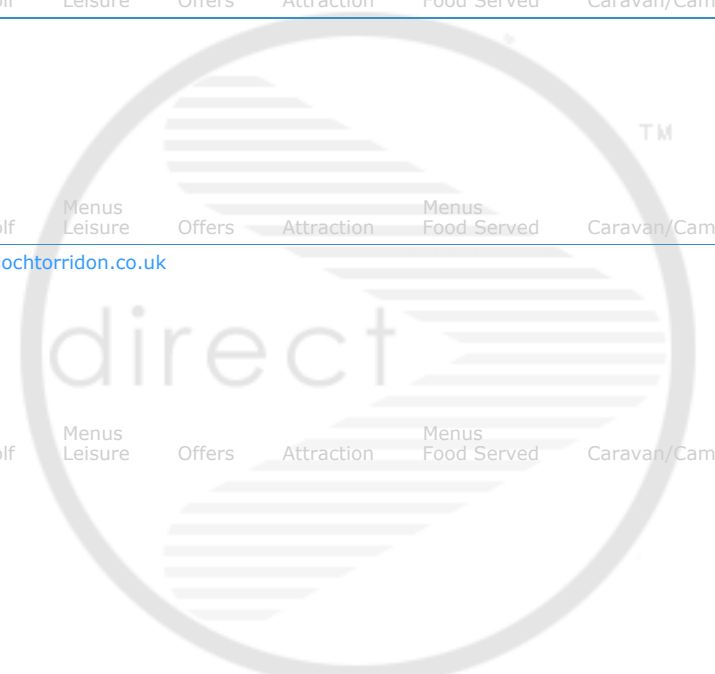 olf Leisure Offers Attraction Food Served Caravan/Cam
TM
Menus Menus
olf Leisure Offers Attraction Food Served Caravan/Cam
ochtorridon.co.uk
direct
Menus Menus
olf Leisure Offers Attraction Food Served Caravan/Cam